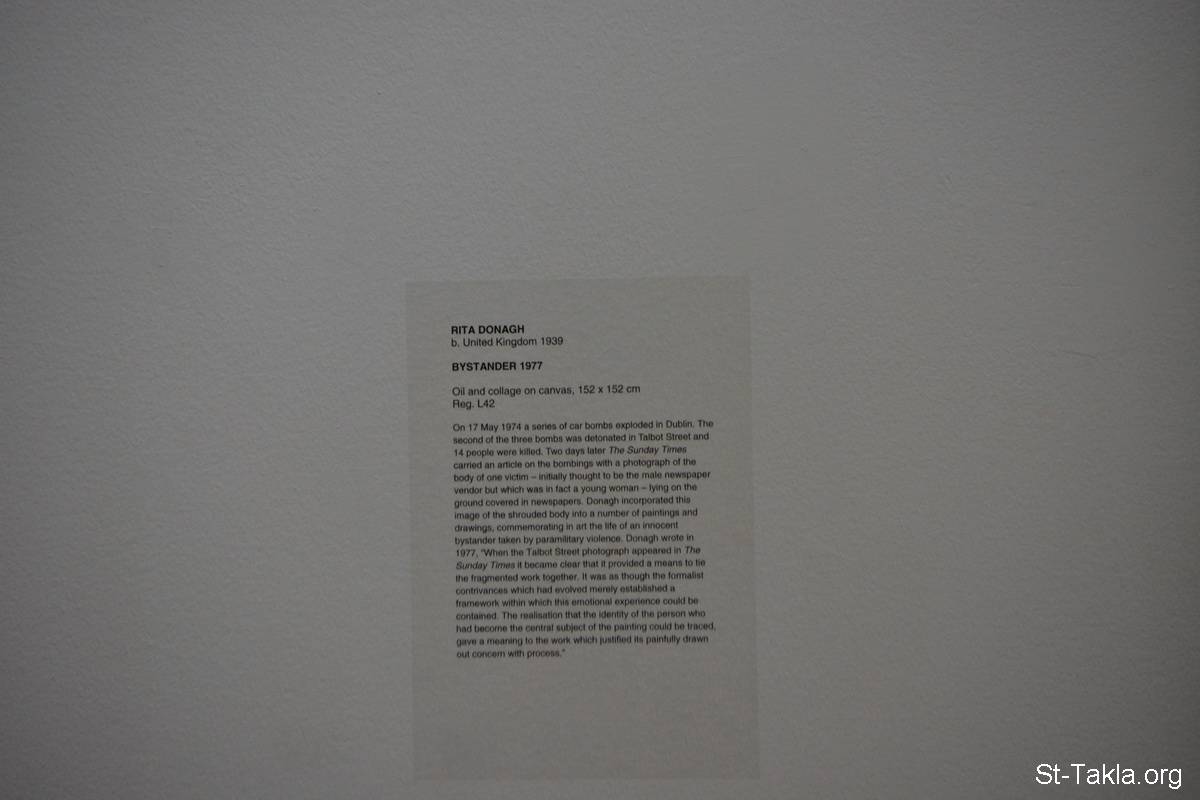 RITA DONAGH
b. United Kingdom 1939
BYSTANDER 1977
Oil and collage on canvas, 152 x 152 cm
Reg. L42
On 17 May 1974 a series of car bombs exploded in Dublin. The
second of the three bombs was detonated in Talbot Street and
14 people were killed. Two days later The Sunday Times
carried an article on the bombings with a photograph of the
body of one victim – initially thought to be the male newspaper
vendor but which was in fact a young woman – lying on the
ground covered in newspapers. Donagh incorporated this
image of the shrouded body into a number of paintings and
drawings, commemorating in art the life of an innocent
bystander taken by paramilitary violence. Donagh wrote in
1977, "When the Talbot Street photograph appeared in The
Sunday Times it became clear that it provided a means to tie
the fragmented work together. It was as though the formalist
contrivances which had evolved merely established a
framework within which this emotional experience could be
contained. The realisation that the identity of the person who
had become the central subject of the painting could be traced,
gave a meaning to the work which justified its painfully drawn
out concern with process."
St-Takla.org